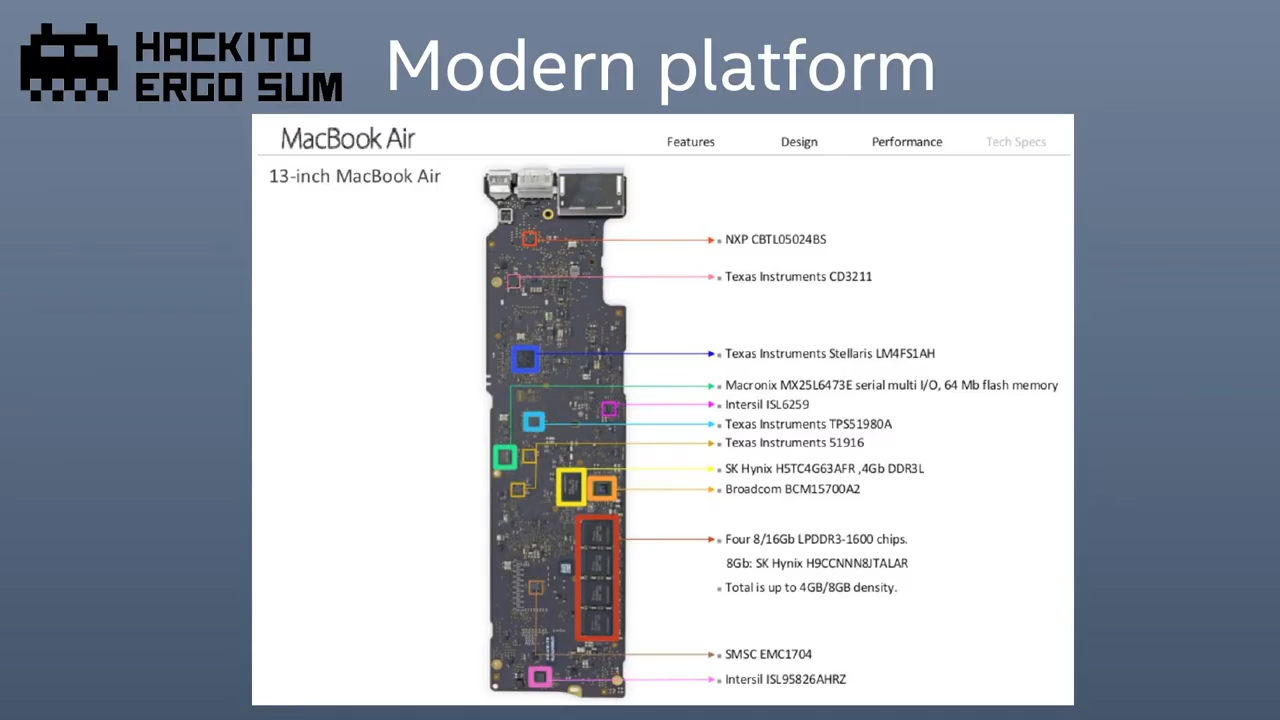 HACKITO
ERGO SUM
Modern platform
MacBook Air
Features
Design
Performance
Tech Specs
13-inch MacBook Air
NXP CBTL05024BS
Texas Instruments CD3211
Texas Instruments Stellaris LM4FS1AH
Macronix MX25L6473E serial multi I/O, 64 Mb flash memory
Intersil ISL6259
Texas Instruments TPS51980A
Texas Instruments 51916
SK Hynix H5TC4G63AFR ,4Gb DDR3L
Broadcom BCM15700A2
Four 8/16Gb LPDDR3-1600 chips.
8Gb: SK Hynix H9CCNNN8JTALAR
Total is up to 4GB/8GB density.
SMSC EMC1704
Intersil ISL95826AHRZ